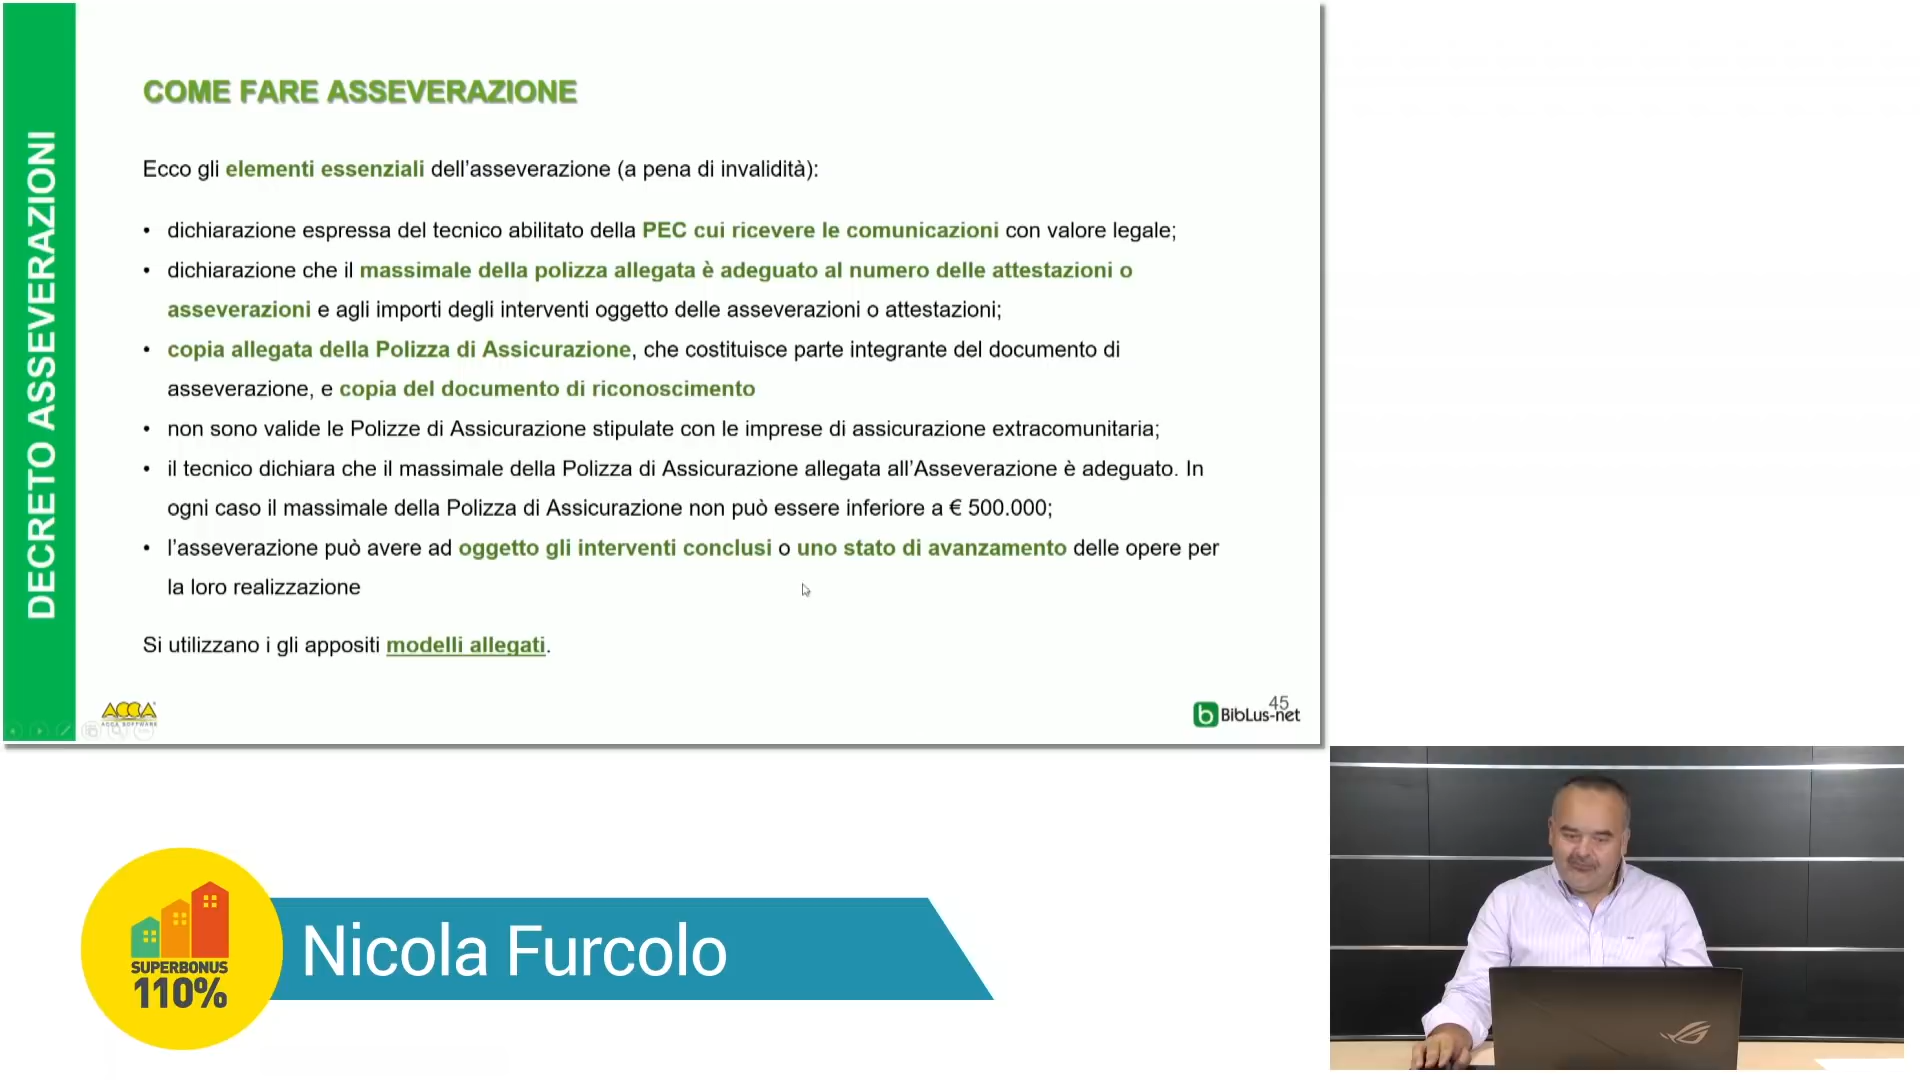 DECRETO ASSEVERAZIONI
COME FARE ASSEVERAZIONE
Ecco gli elementi essenziali dell'asseverazione (a pena di invalidità):
• dichiarazione espressa del tecnico abilitato della PEC cui ricevere le comunicazioni con valore legale;
• dichiarazione che il massimale della polizza allegata è adeguato al numero delle attestazioni o
asseverazioni e agli importi degli interventi oggetto delle asseverazioni o attestazioni;
• copia allegata della Polizza di Assicurazione, che costituisce parte integrante del documento di
asseverazione, e copia del documento di riconoscimento
• non sono valide le Polizze di Assicurazione stipulate con le imprese di assicurazione extracomunitaria;
• il tecnico dichiara che il massimale della Polizza di Assicurazione allegata all'Asseverazione è adeguato. In
ogni caso il massimale della Polizza di Assicurazione non può essere inferiore a € 500.000;
• l'asseverazione può avere ad oggetto gli interventi conclusi o uno stato di avanzamento delle opere per
la loro realizzazione
Si utilizzano i gli appositi modelli allegati.
ACCA
ACCA SOFTWARE
45
b BibLus-net
SUPERBONUS
110%
Nicola Furcolo